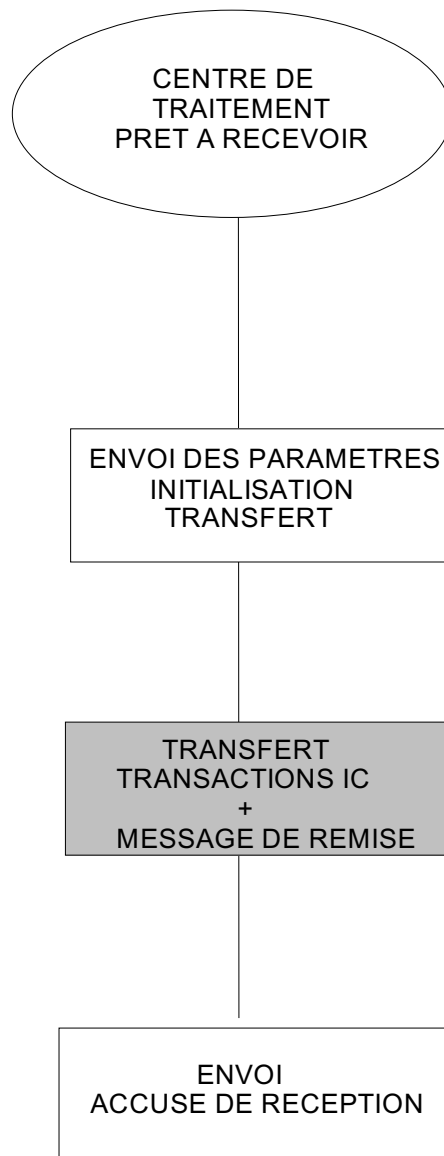 CENTRE DE
TRAITEMENT
PRET A RECEVOIR
ENVOI DES PARAMETRES
INITIALISATION
TRANSFERT
TRANSFERT
TRANSACTIONS IC
+
MESSAGE DE REMISE
ENVOI
ACCUSE DE RECEPTION